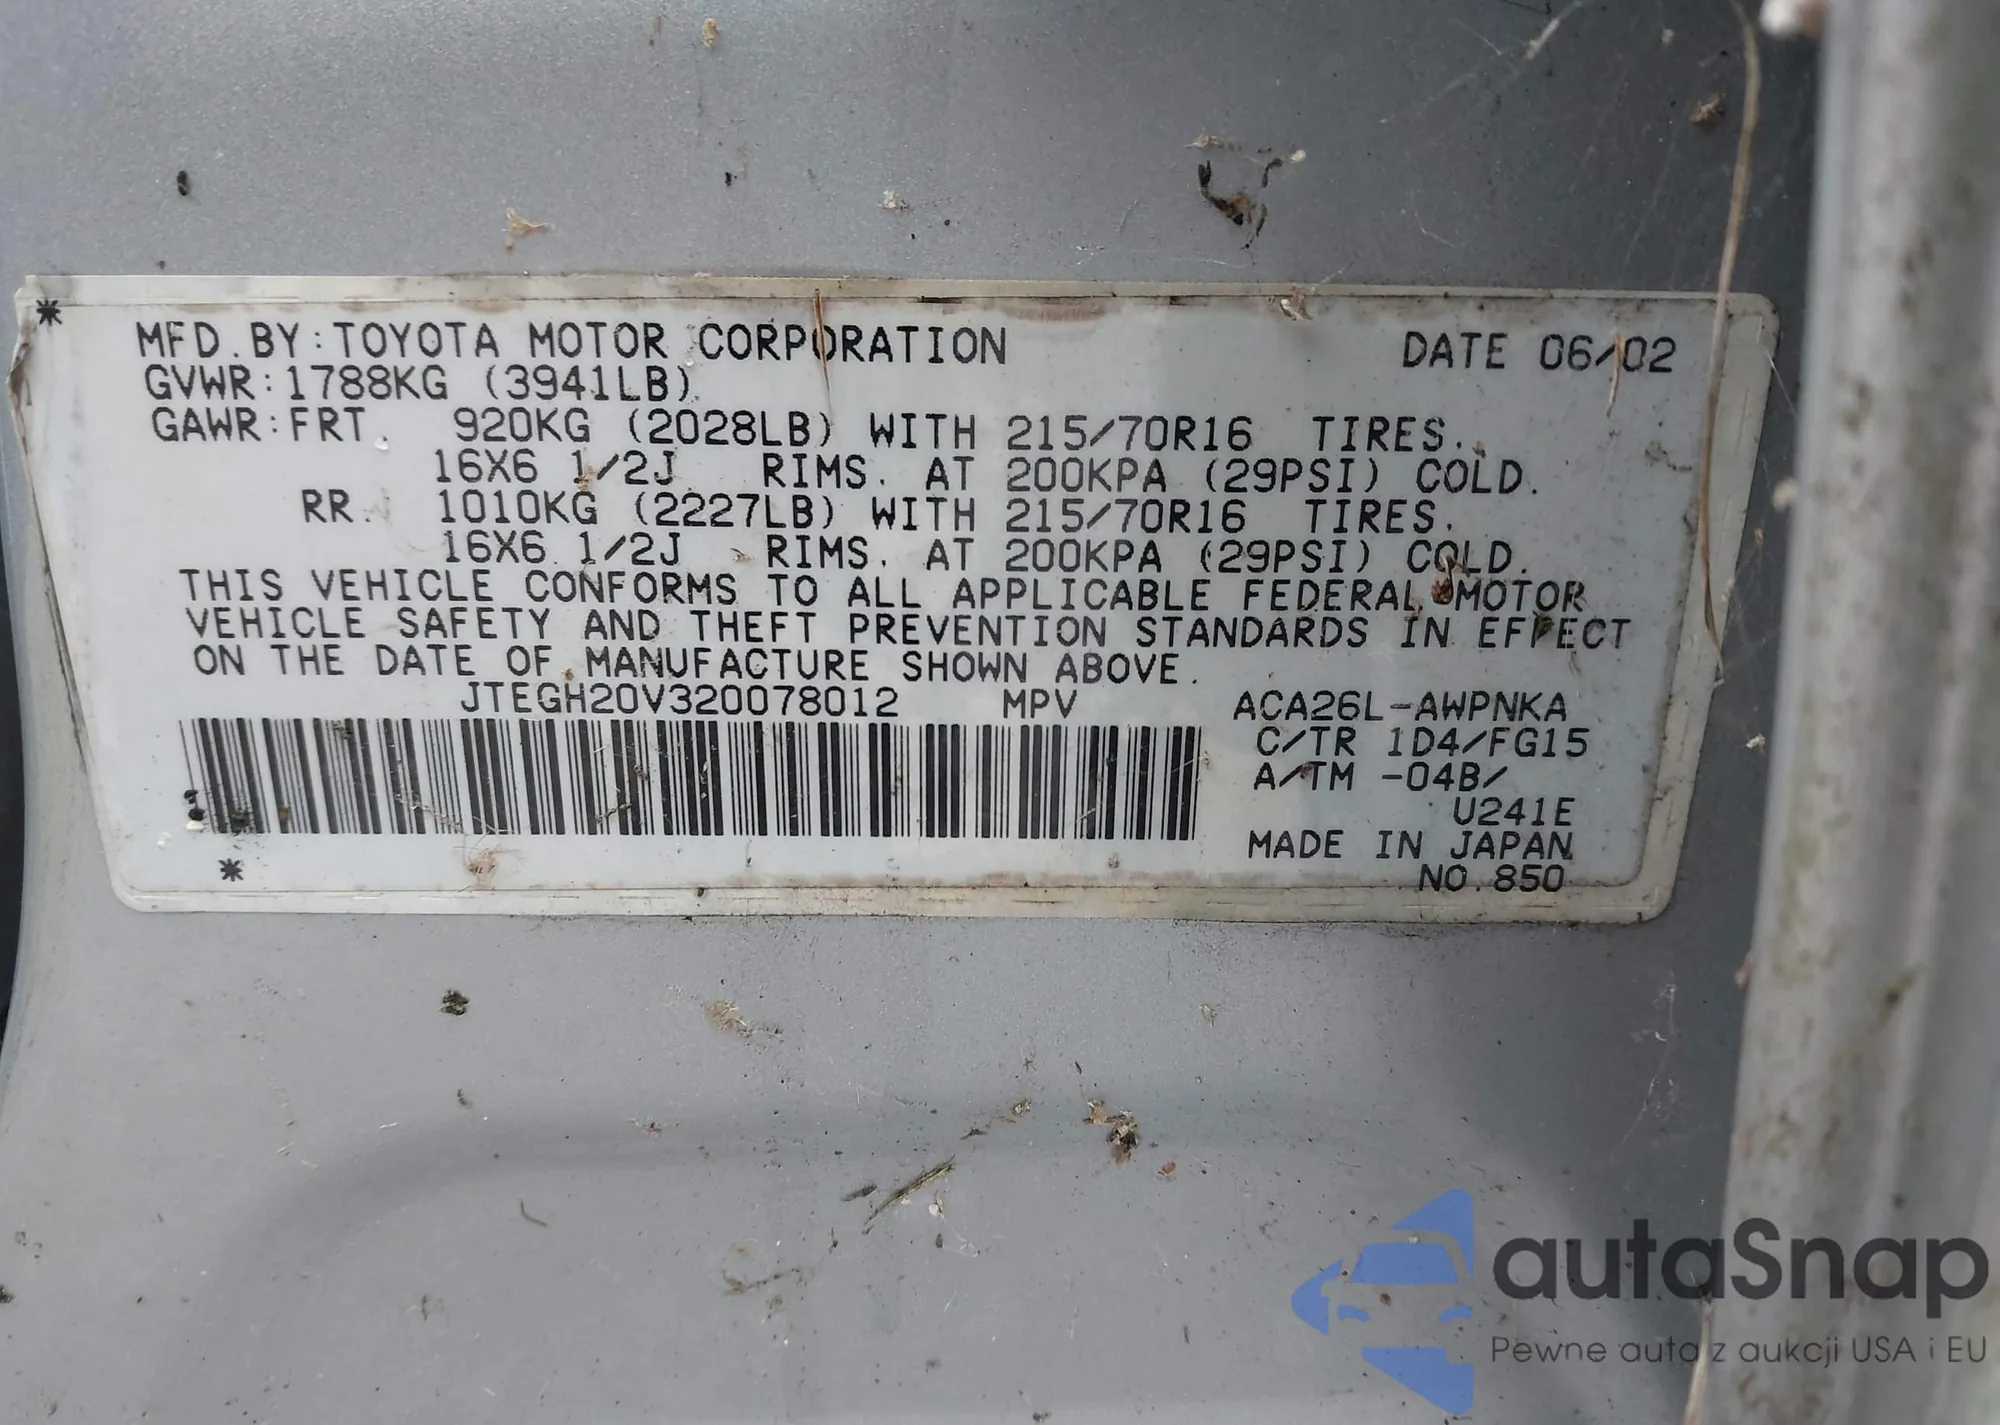 MFD. BY: TOYOTA MOTOR CORPORATION DATE 06/02
GVWR: 1788KG (3941LB)
GAWR: FRT. 920KG (2028LB) WITH 215/70R16 TIRES.
16X6 1/2J RIMS. AT 200KPA (29PSI) COLD.
RR. 1010KG (2227LB) WITH 215/70R16 TIRES.
16X6 1/2J RIMS. AT 200KPA (29PSI) COLD.
THIS VEHICLE CONFORMS TO ALL APPLICABLE FEDERAL MOTOR
VEHICLE SAFETY AND THEFT PREVENTION STANDARDS IN EFFECT
ON THE DATE OF MANUFACTURE SHOWN ABOVE.
JTEGH20V320078012 MPV ACA26L-AWPNKA
C/TR 1D4/FG15
A/TM -04B/
U241E
MADE IN JAPAN
NO. 850
autaSnap
Pewne auta z aukcji USA i EU